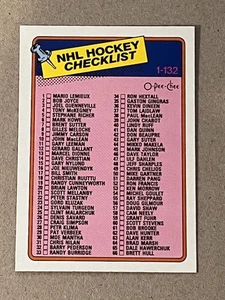 NHL HOCKEY
CHECKLIST
1-132
O-Pee-Chee
1 MARIO LEMIEUX
2 BOB JOYCE
3 JOEL QUENNEVILLE
4 TONY McKEGNEY
5 STEPHANE RICHER
6 MARK HOWE
7 BRENT SUTTER
8 GILLES MELOCHE
9 JIMMY CARSON
10 JOHN MacLEAN
11 GARY LEEMAN
12 GERARD GALLANT
13 MARCEL DIONNE
14 DAVE CHRISTIAN
15 GARY NYLUND
16 JOE NIEUWENDYK
17 BILL SMITH
18 CHRISTIAN RUUTTU
19 RANDY CUNNEYWORTH
20 BRIAN LAWTON
21 SCOTT MELLANBY
22 PETER STASTNY
23 GORD KLUZAK
24 SYLVAIN TURGEON
25 CLINT MALARCHUK
26 DENIS SAVARD
27 CRAIG SIMPSON
28 PETR KLIMA
29 PAT VERBEEK
30 MOE MANTHA
31 CHRIS NILAN
32 BARRY PEDERSON
33 RANDY BURRIDGE
34 RON HEXTALL
35 GASTON GINGRAS
36 KEVIN DINEEN
37 TOM LAIDLAW
38 PAUL MacLEAN
39 JOHN CHABOT
40 LINDY RUFF
41 DAN QUINN
42 DON BEAUPRE
43 GARY SUTER
44 MIKKO MAKELA
45 MARK JOHNSON
46 DAVE TAYLOR
47 ULF DAHLEN
48 JEFF SHARPLES
49 CHRIS CHELIOS
50 MIKE GARTNER
51 DARREN PANG
52 RON FRANCIS
53 KEN MORROW
54 MICHEL GOULET
55 RAY SHEPPARD
56 DOUG GILMOUR
57 DAVID SHAW
58 CAM NEELY
59 GRANT FUHR
60 SCOTT STEVENS
61 BOB BROOKE
62 DAVE HUNTER
63 ALAN KERR
64 BRAD MARSH
65 DALE HAWERCHUK
66 BRETT HULL